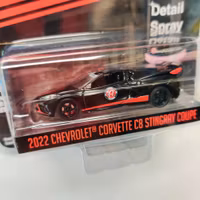 Detail
Spray
2022 CHEVROLET® CORVETTE C8 STINGRAY COUPE